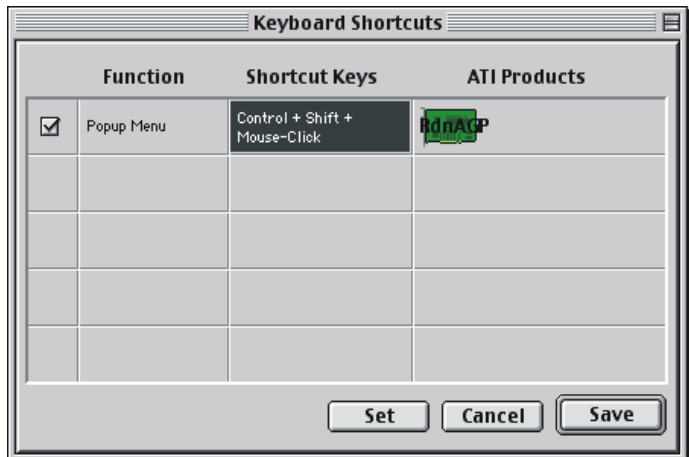 Keyboard Shortcuts
Function Shortcut Keys ATI Products
Popup Menu Control + Shift +
Mouse-Click
RdnAGP
Set Cancel Save